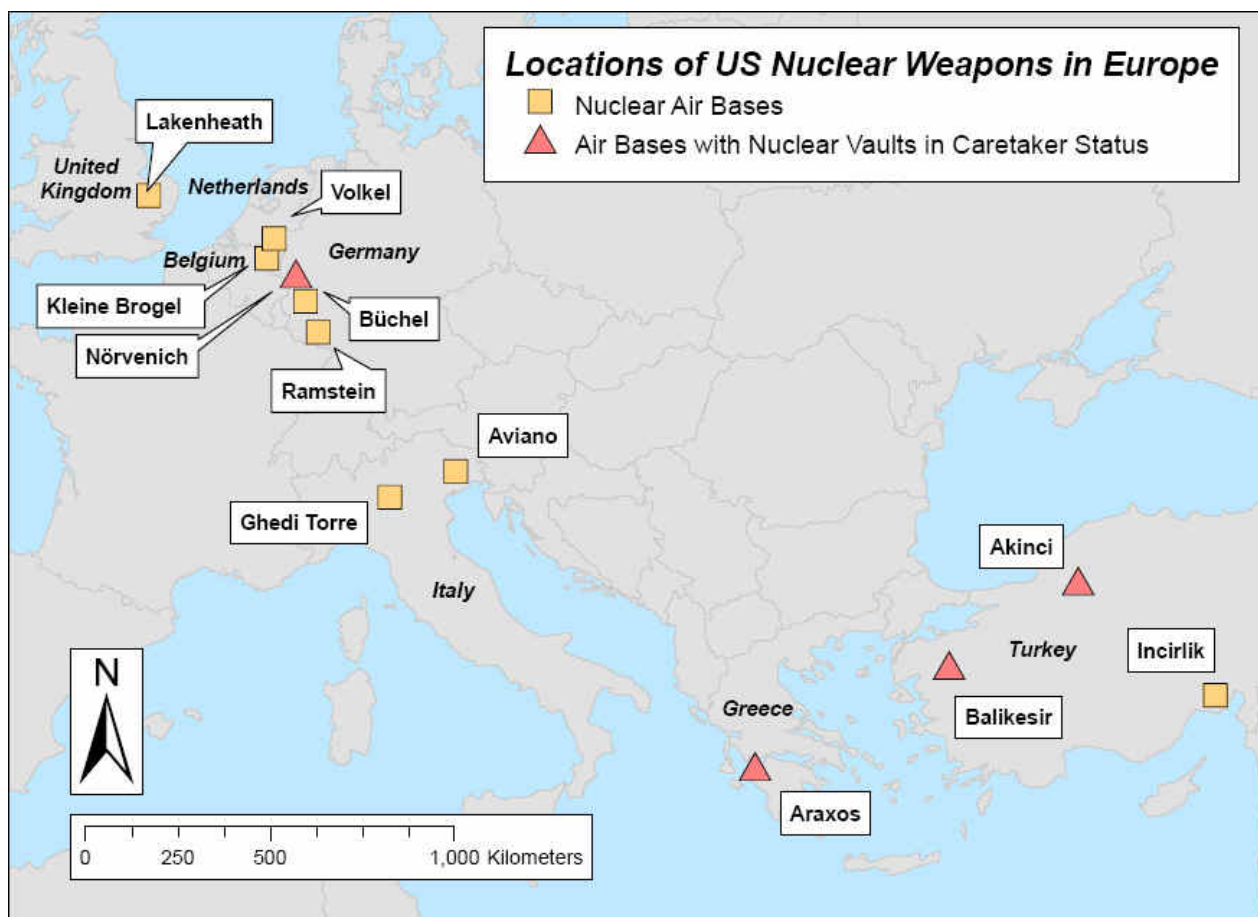 Locations of US Nuclear Weapons in Europe
Nuclear Air Bases
Air Bases with Nuclear Vaults in Caretaker Status
Lakenheath
United
Kingdom
Netherlands
Volkel
Belgium
Germany
Kleine Brogel
Büchel
Nörvenich
Ramstein
Aviano
Ghedi Torre
Italy
Akinci
Turkey
Incirlik
Balikesir
Greece
Araxos
N
0 250 500 1,000 Kilometers